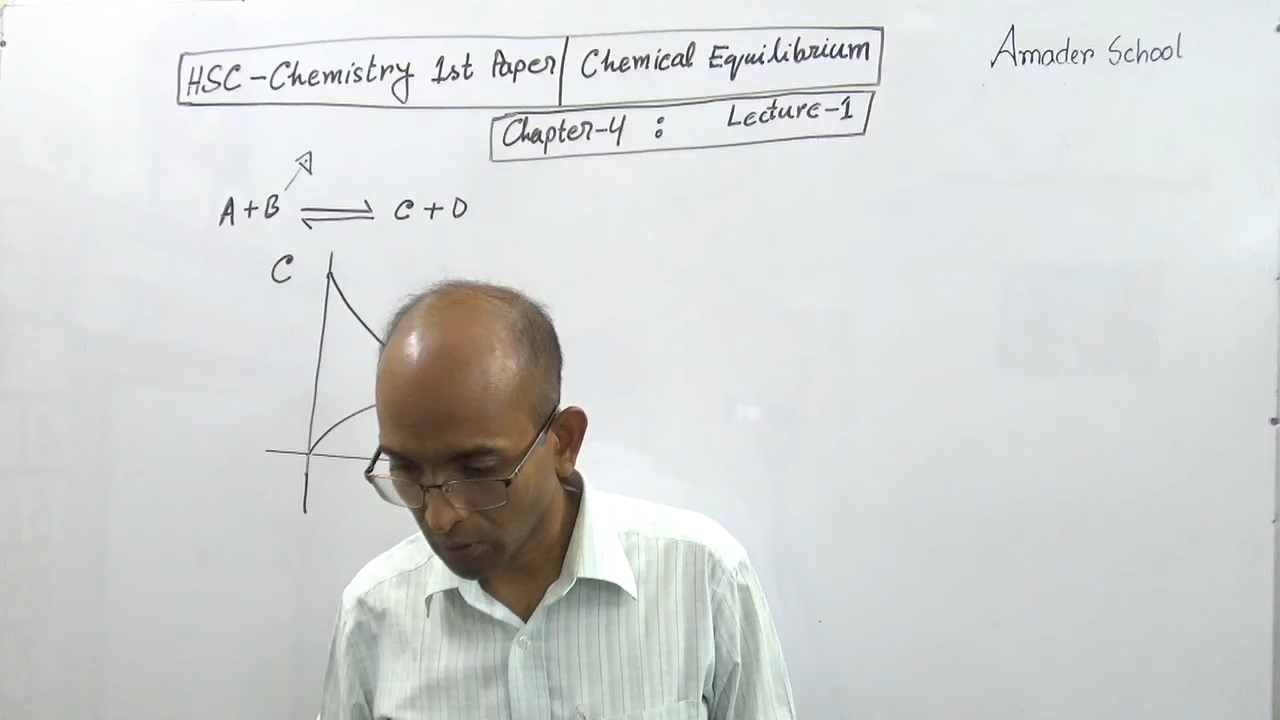 HSC-Chemistry 1st Paper Chemical Equilibrium
Amader School
Chapter-4 : Lecture-1
A+B ⇌ C+D
C